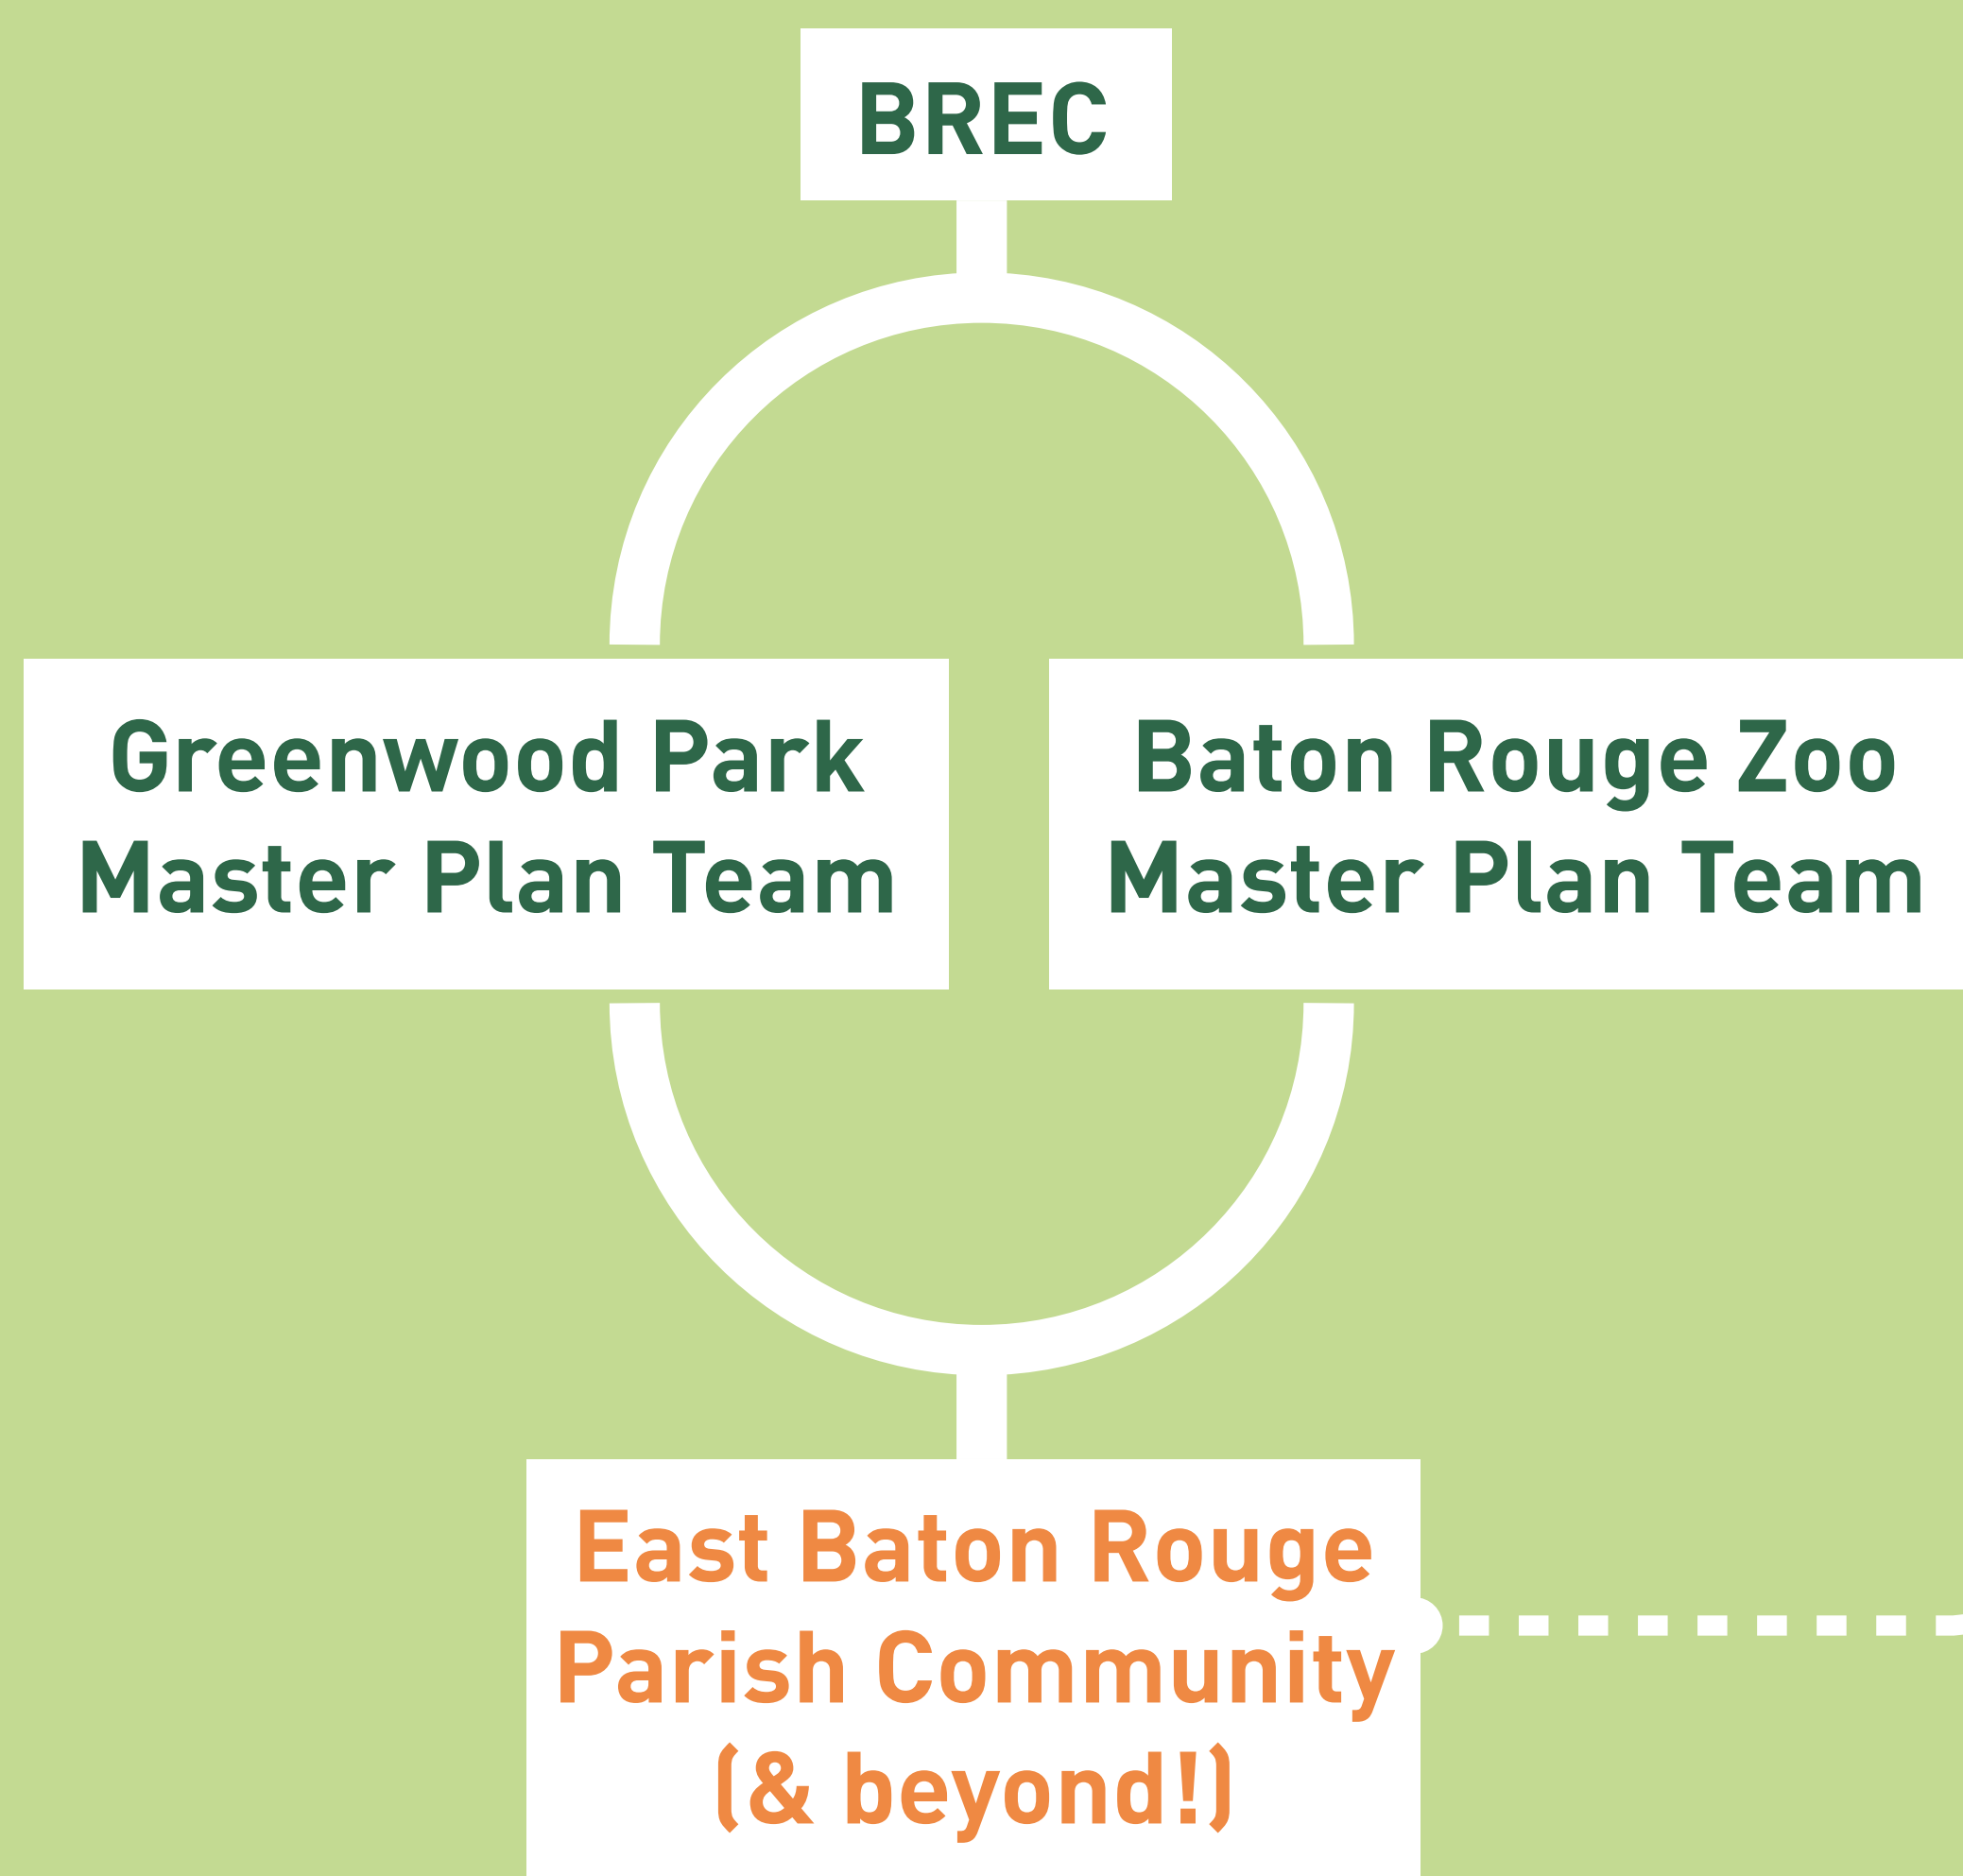 BREC
Greenwood Park
Master Plan Team
Baton Rouge Zoo
Master Plan Team
East Baton Rouge
Parish Community
(& beyond!)